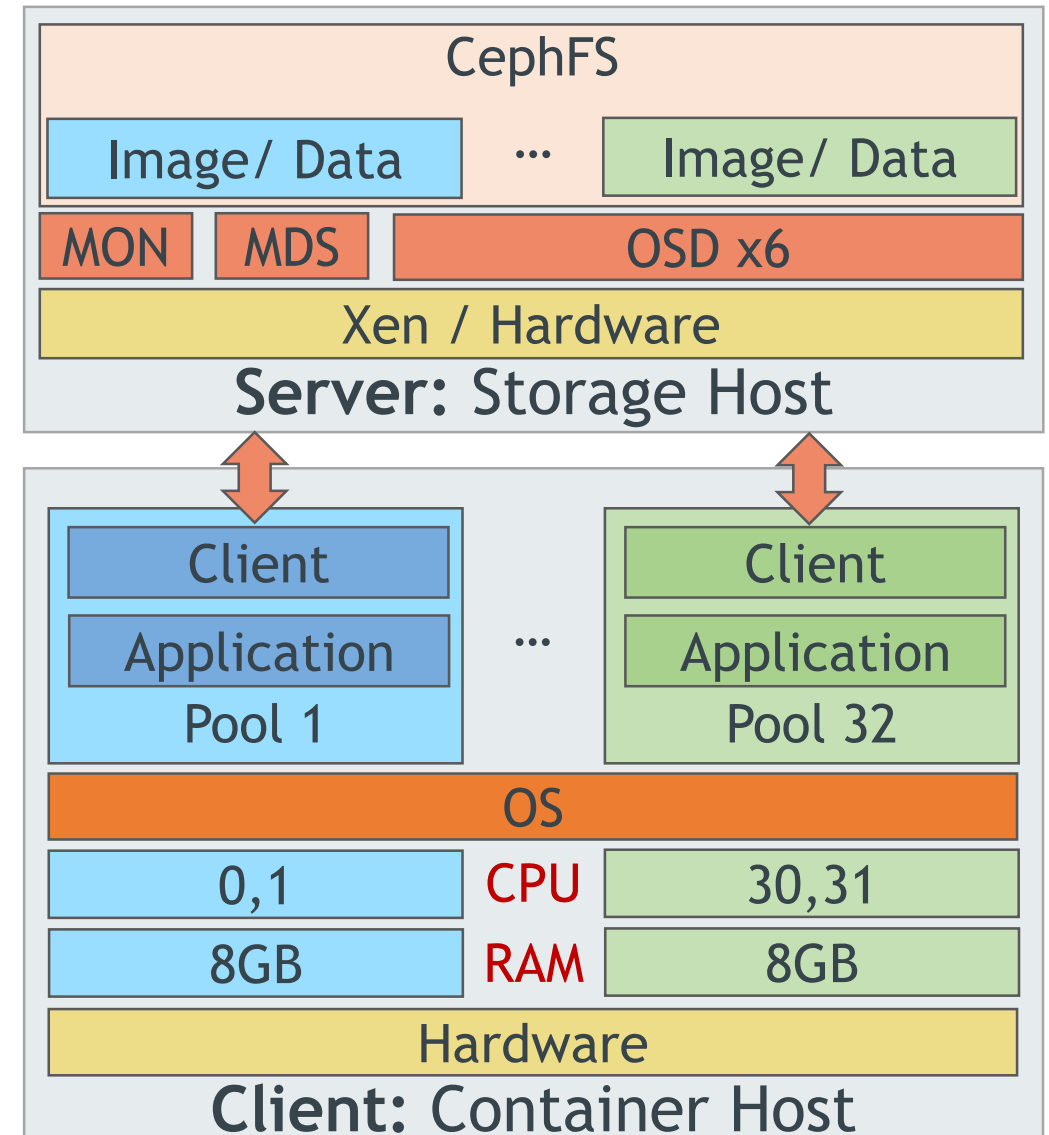 CephFS
Image/ Data ... Image/ Data
MON MDS OSD x6
Xen / Hardware
Server: Storage Host
Client Client
Application ... Application
Pool 1 Pool 32
OS
0,1 CPU 30,31
8GB RAM 8GB
Hardware
Client: Container Host